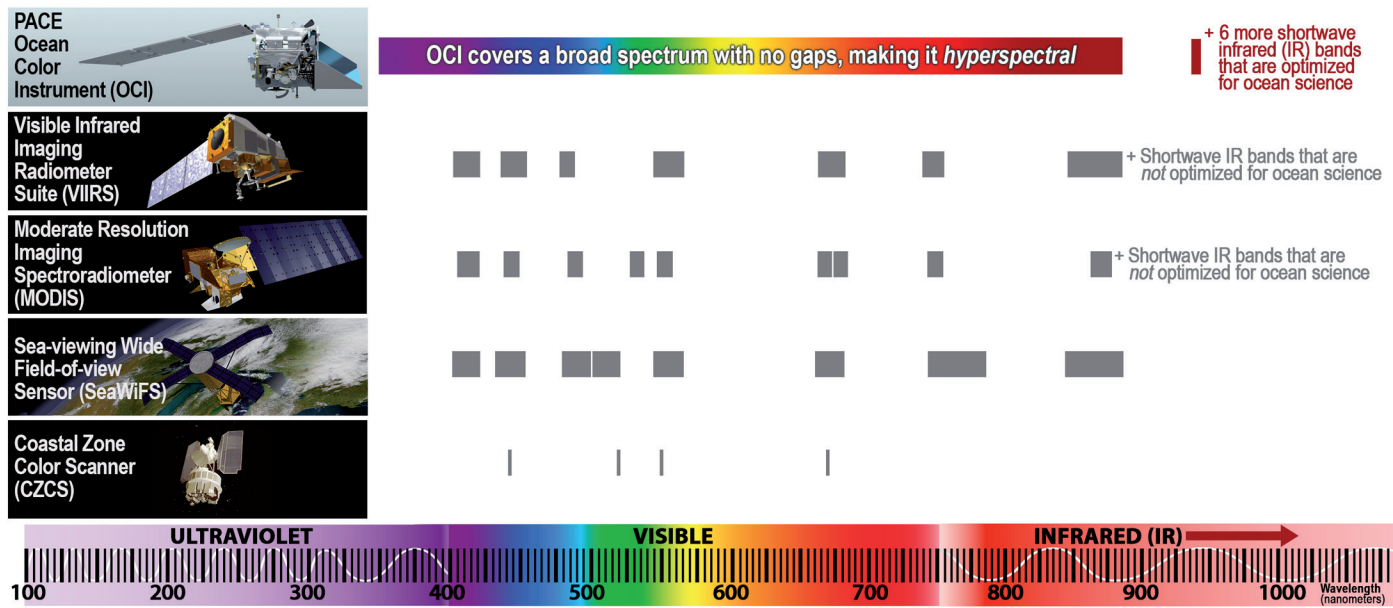 PACE
Ocean
Color
Instrument (OCI)
OCI covers a broad spectrum with no gaps, making it hyperspectral
+ 6 more shortwave
infrared (IR) bands
that are optimized
for ocean science
Visible Infrared
Imaging
Radiometer
Suite (VIIRS)
+ Shortwave IR bands that are
not optimized for ocean science
Moderate Resolution
Imaging
Spectroradiometer
(MODIS)
+ Shortwave IR bands that are
not optimized for ocean science
Sea-viewing Wide
Field-of-view
Sensor (SeaWiFS)
Coastal Zone
Color Scanner
(CZCS)
ULTRAVIOLET VISIBLE INFRARED (IR)
100 200 300 400 500 600 700 800 900 1000 Wavelength
(nanometers)